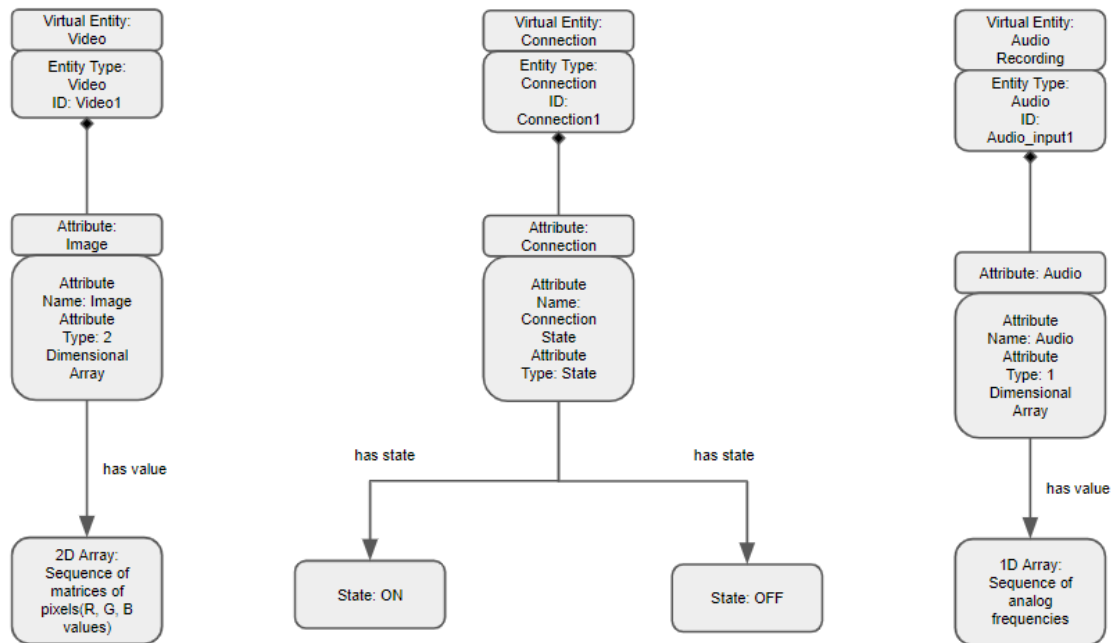 Virtual Entity:
Video
Entity Type:
Video
ID: Video1
Attribute:
Image
Attribute
Name: Image
Attribute
Type: 2
Dimensional
Array
has value
2D Array:
Sequence of
matrices of
pixels(R, G, B
values)
Virtual Entity:
Connection
Entity Type:
Connection
ID:
Connection1
Attribute:
Connection
Attribute
Name:
Connection
State
Attribute
Type: State
has state
has state
State: ON
State: OFF
Virtual Entity:
Audio
Recording
Entity Type:
Audio
ID:
Audio_input1
Attribute: Audio
Attribute
Name: Audio
Attribute
Type: 1
Dimensional
Array
has value
1D Array:
Sequence of
analog
frequencies